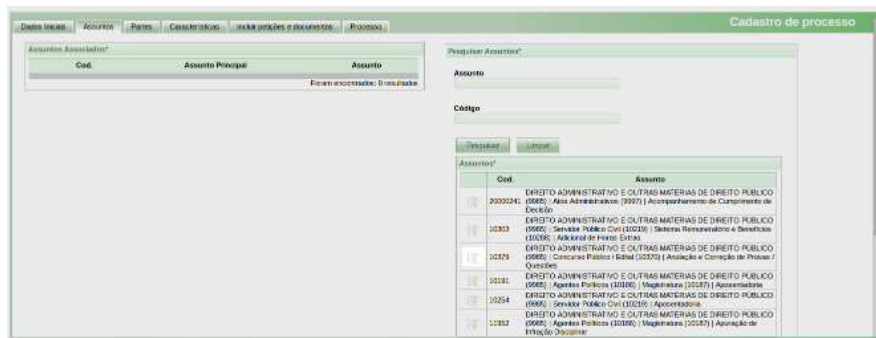 Dados Iniciais Assuntos Partes Características Incluir petições e documentos Processo
Cadastro de processo
Assuntos Associados*
Cod. Assunto Principal Assunto
Foram encontrados: 0 resultados
Pesquisar Assuntos*
Assunto
Código
Pesquisar Limpar
Assuntos*
Cod. Assunto
DIREITO ADMINISTRATIVO E OUTRAS MATÉRIAS DE DIREITO PÚBLICO
20000241 (9985) | Atos Administrativos (9997) | Acompanhamento de Cumprimento de
Decisão
DIREITO ADMINISTRATIVO E OUTRAS MATÉRIAS DE DIREITO PÚBLICO
10303 (9985) | Servidor Público Civil (10219) | Sistema Remuneratório e Benefícios
(10288) | Adicional de Horas Extras
DIREITO ADMINISTRATIVO E OUTRAS MATÉRIAS DE DIREITO PÚBLICO
10379 (9985) | Concurso Público / Edital (10370) | Anulação e Correção de Provas /
Questões
DIREITO ADMINISTRATIVO E OUTRAS MATÉRIAS DE DIREITO PÚBLICO
10191 (9985) | Agentes Políticos (10186) | Magistratura (10187) | Aposentadoria
DIREITO ADMINISTRATIVO E OUTRAS MATÉRIAS DE DIREITO PÚBLICO
10254 (9985) | Servidor Público Civil (10219) | Aposentadoria
DIREITO ADMINISTRATIVO E OUTRAS MATÉRIAS DE DIREITO PÚBLICO
11952 (9985) | Agentes Políticos (10186) | Magistratura (10187) | Apuração de
Infração Disciplinar